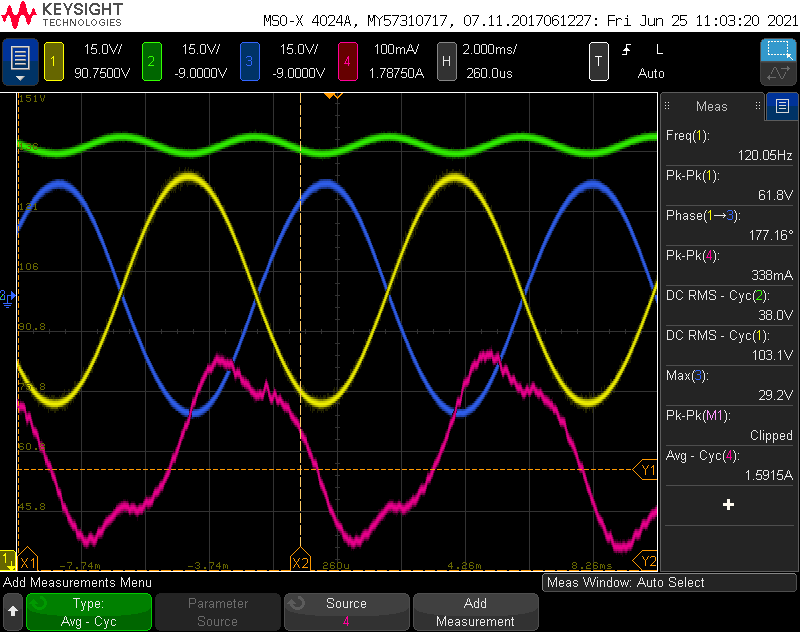 KEYSIGHT
TECHNOLOGIES
MSO-X 4024A, MY57310717, 07.11.2017061227: Fri Jun 25 11:03:20 2021
1 15.0V/ 2 15.0V/ 3 15.0V/ 4 100mA/ H 2.000ms/ T L
90.7500V -9.0000V -9.0000V 1.78750A 260.0us Auto
151V
121
106
90.8
75.8
60.8
45.8
-7.74m -3.74m 260u 4.26m 8.26ms
X1 X2
Y1
Y2
1
Meas
Freq(1):
120.05Hz
Pk-Pk(1):
61.8V
Phase(1→3):
177.16°
Pk-Pk(4):
338mA
DC RMS - Cyc(2):
38.0V
DC RMS - Cyc(1):
103.1V
Max(3):
29.2V
Pk-Pk(M1):
Clipped
Avg - Cyc(4):
1.5915A
+
Add Measurements Menu
Meas Window: Auto Select
Type:
Avg - Cyc
Parameter
Source
Source
4
Add
Measurement